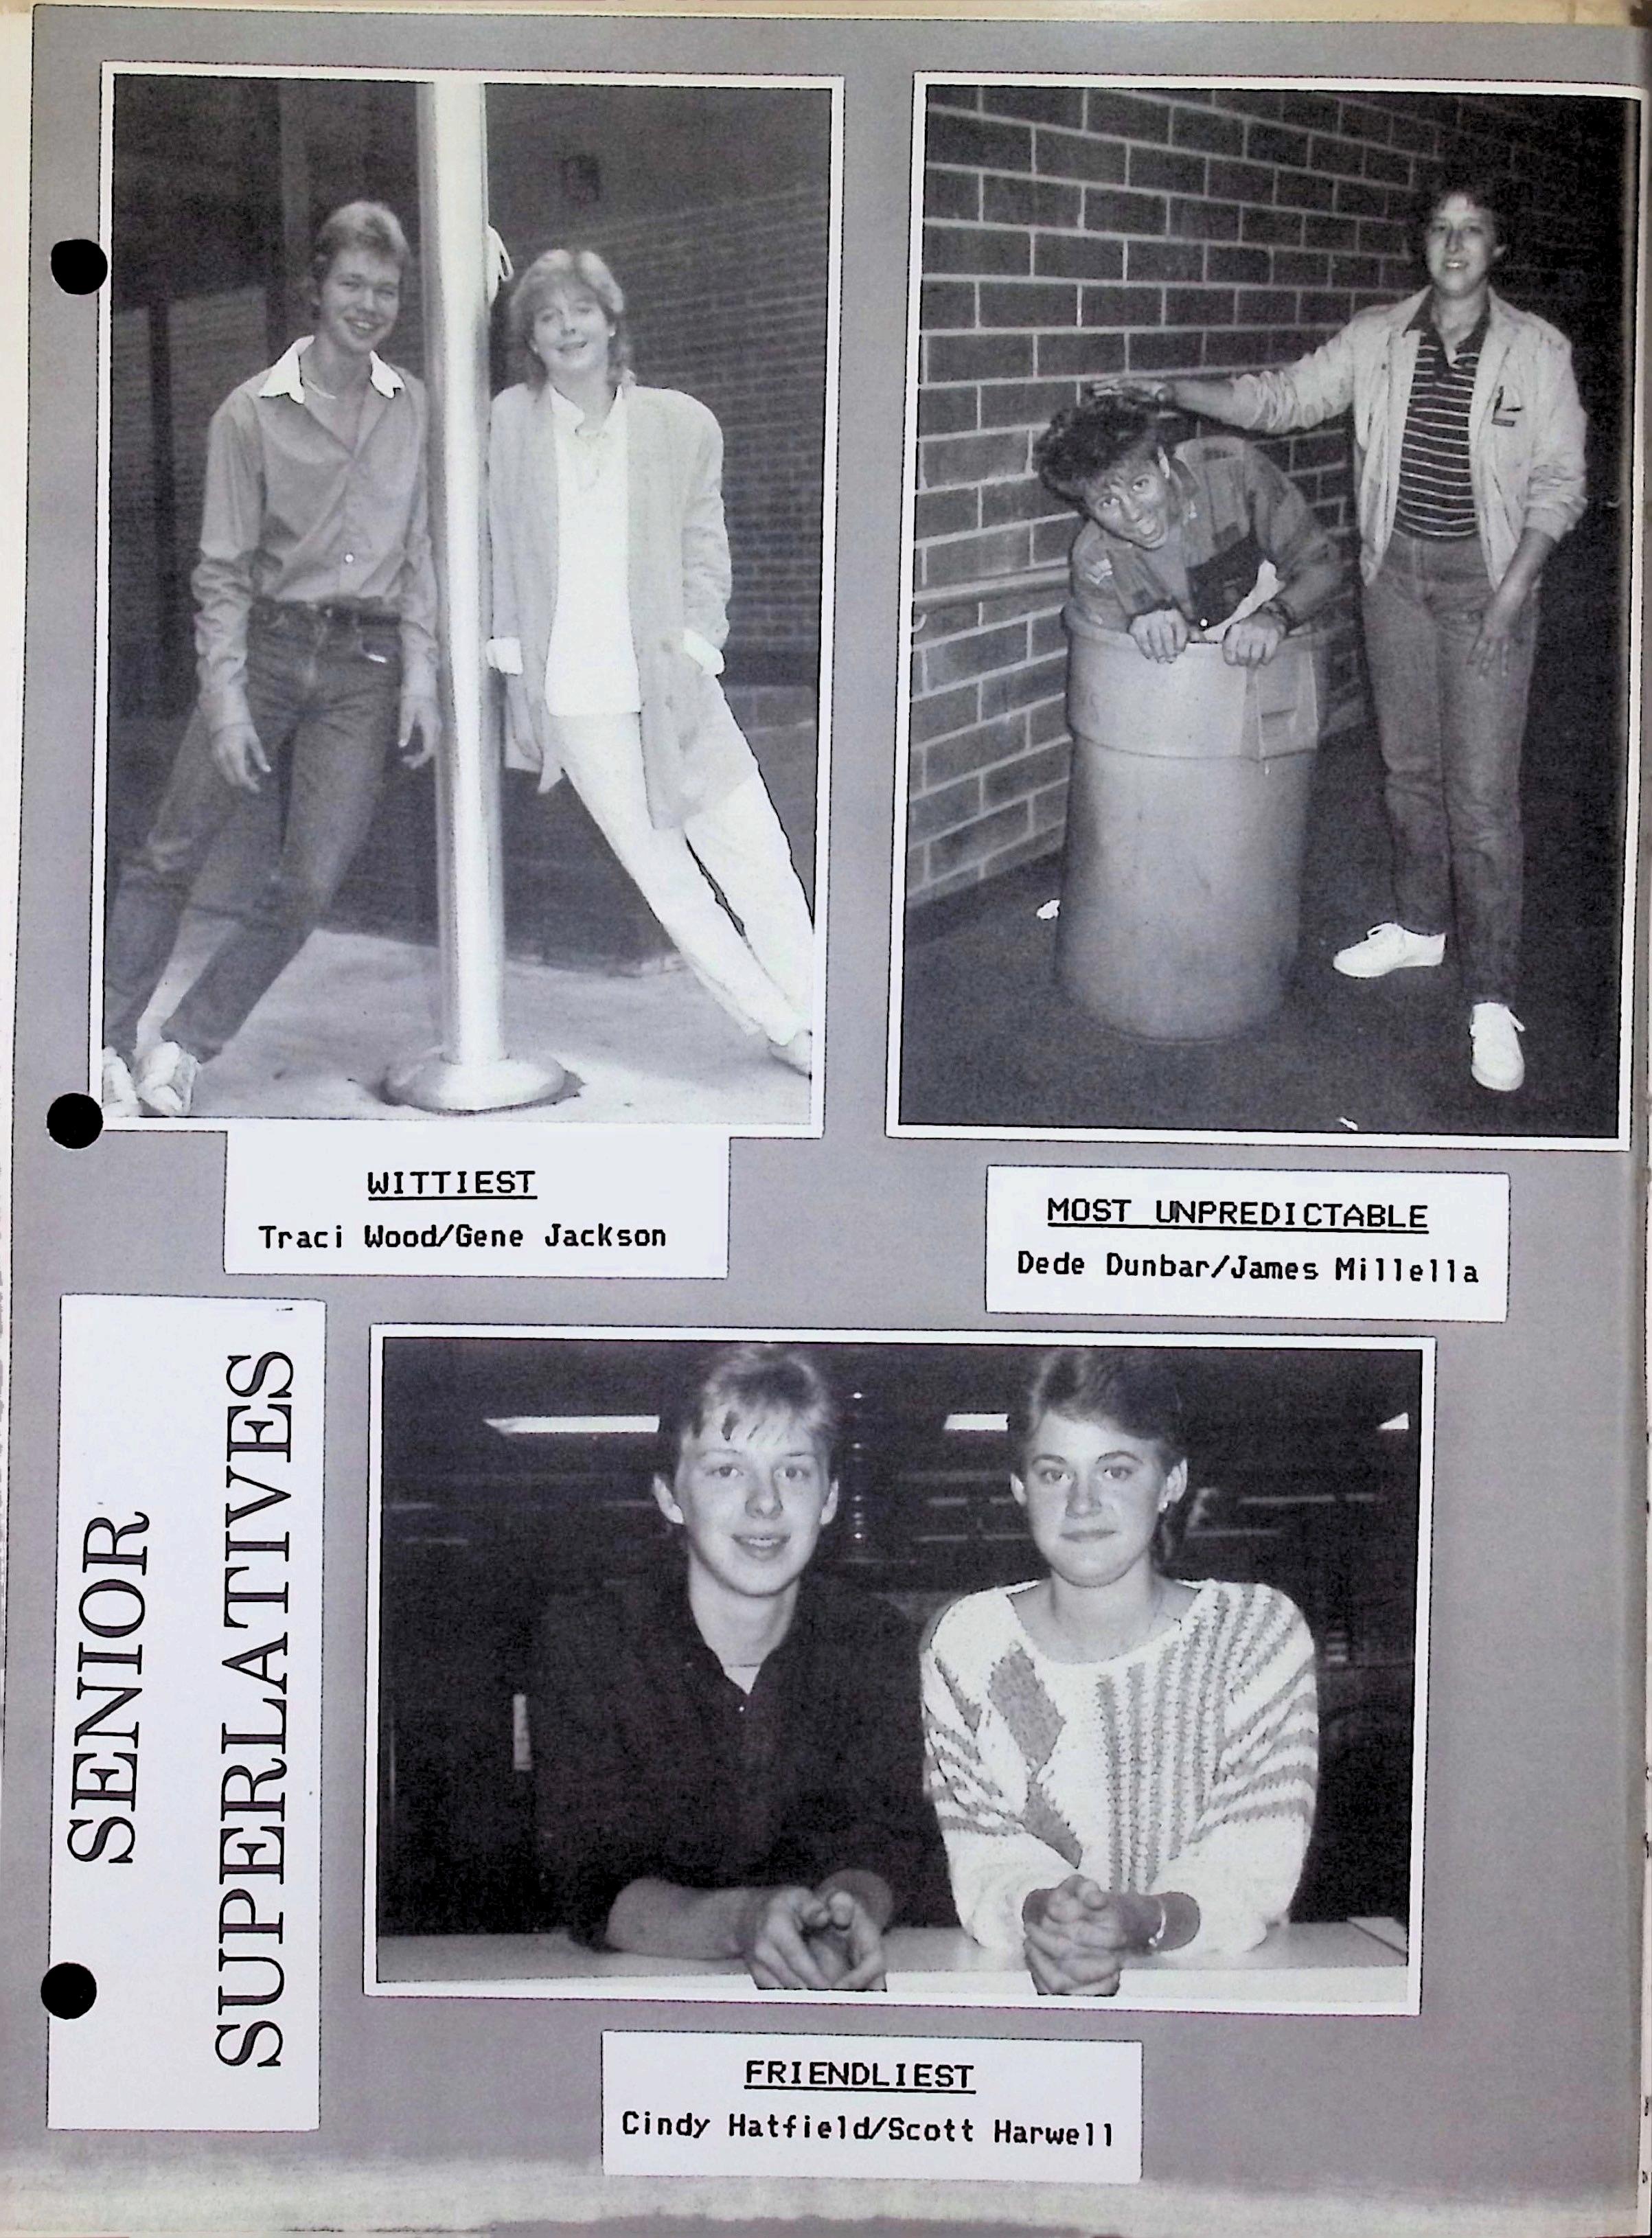 WITTIEST
Traci Wood/Gene Jackson
MOST UNPREDICTABLE
Dede Dunbar/James Millella
SENIOR
SUPERLATIVES
FRIENDLIEST
Cindy Hatfield/Scott Harwell